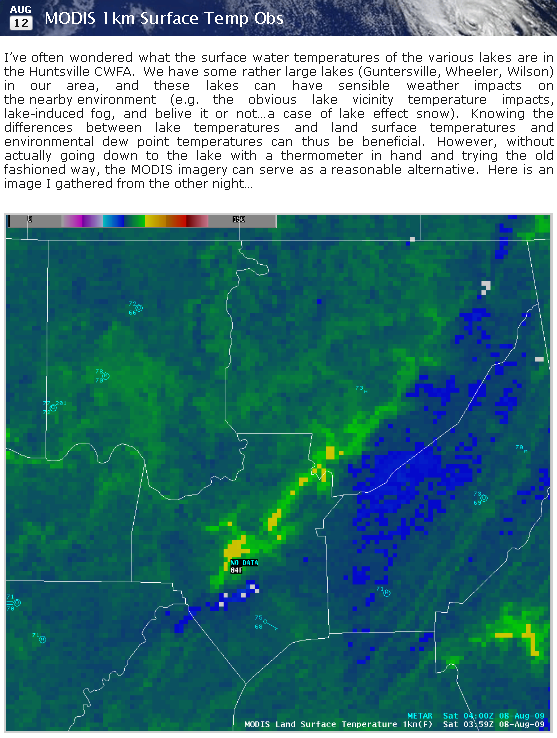 AUG
12
MODIS 1km Surface Temp Obs
I've often wondered what the surface water temperatures of the various lakes are in
the Huntsville CWFA. We have some rather large lakes (Guntersville, Wheeler, Wilson)
in our area, and these lakes can have sensible weather impacts on
the nearby environment (e.g. the obvious lake vicinity temperature impacts,
lake-induced fog, and belive it or not...a case of lake effect snow). Knowing the
differences between lake temperatures and land surface temperatures and
environmental dew point temperatures can thus be beneficial. However, without
actually going down to the lake with a thermometer in hand and trying the old
fashioned way, the MODIS imagery can serve as a reasonable alternative. Here is an
image I gathered from the other night...
NO DATA
84F
METAR Sat 04:00Z 08-Aug-09
MODIS Land Surface Temperature 1km(F) Sat 03:59Z 08-Aug-09